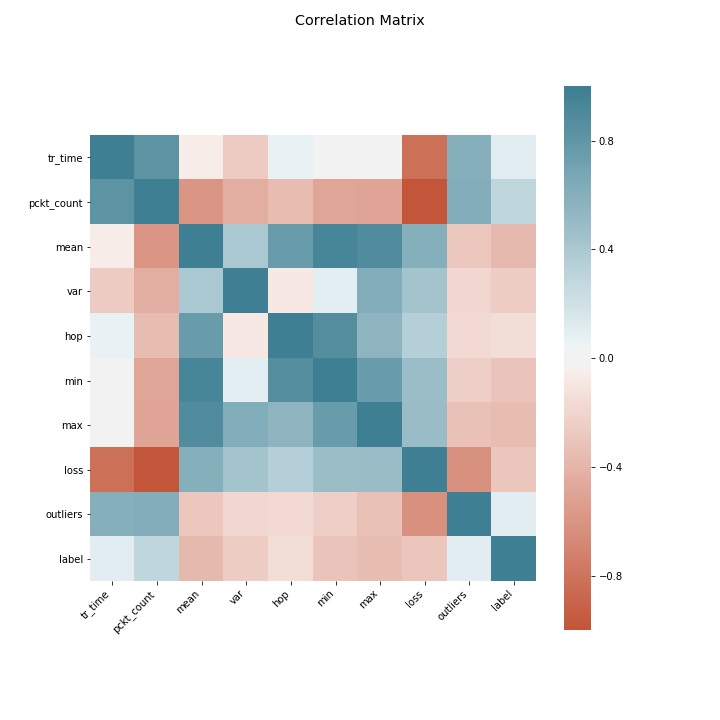 Correlation Matrix
tr_time
pckt_count
mean
var
hop
min
max
loss
outliers
label
tr_time
pckt_count
mean
var
hop
min
max
loss
outliers
label
0.8
0.4
0.0
−0.4
−0.8